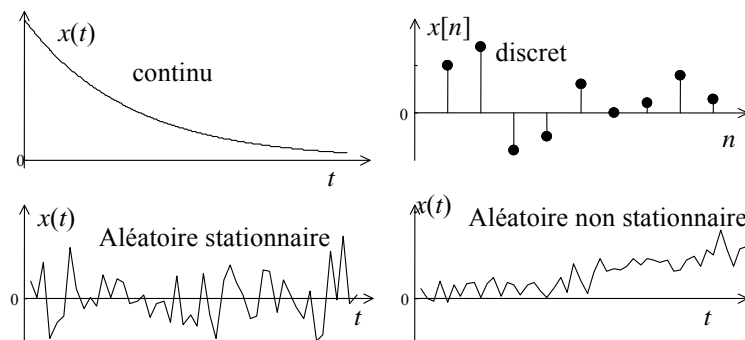 x(t)
continu
0
t
x[n]
discret
0
n
x(t)
Aléatoire stationnaire
0
t
x(t)
Aléatoire non stationnaire
0
t